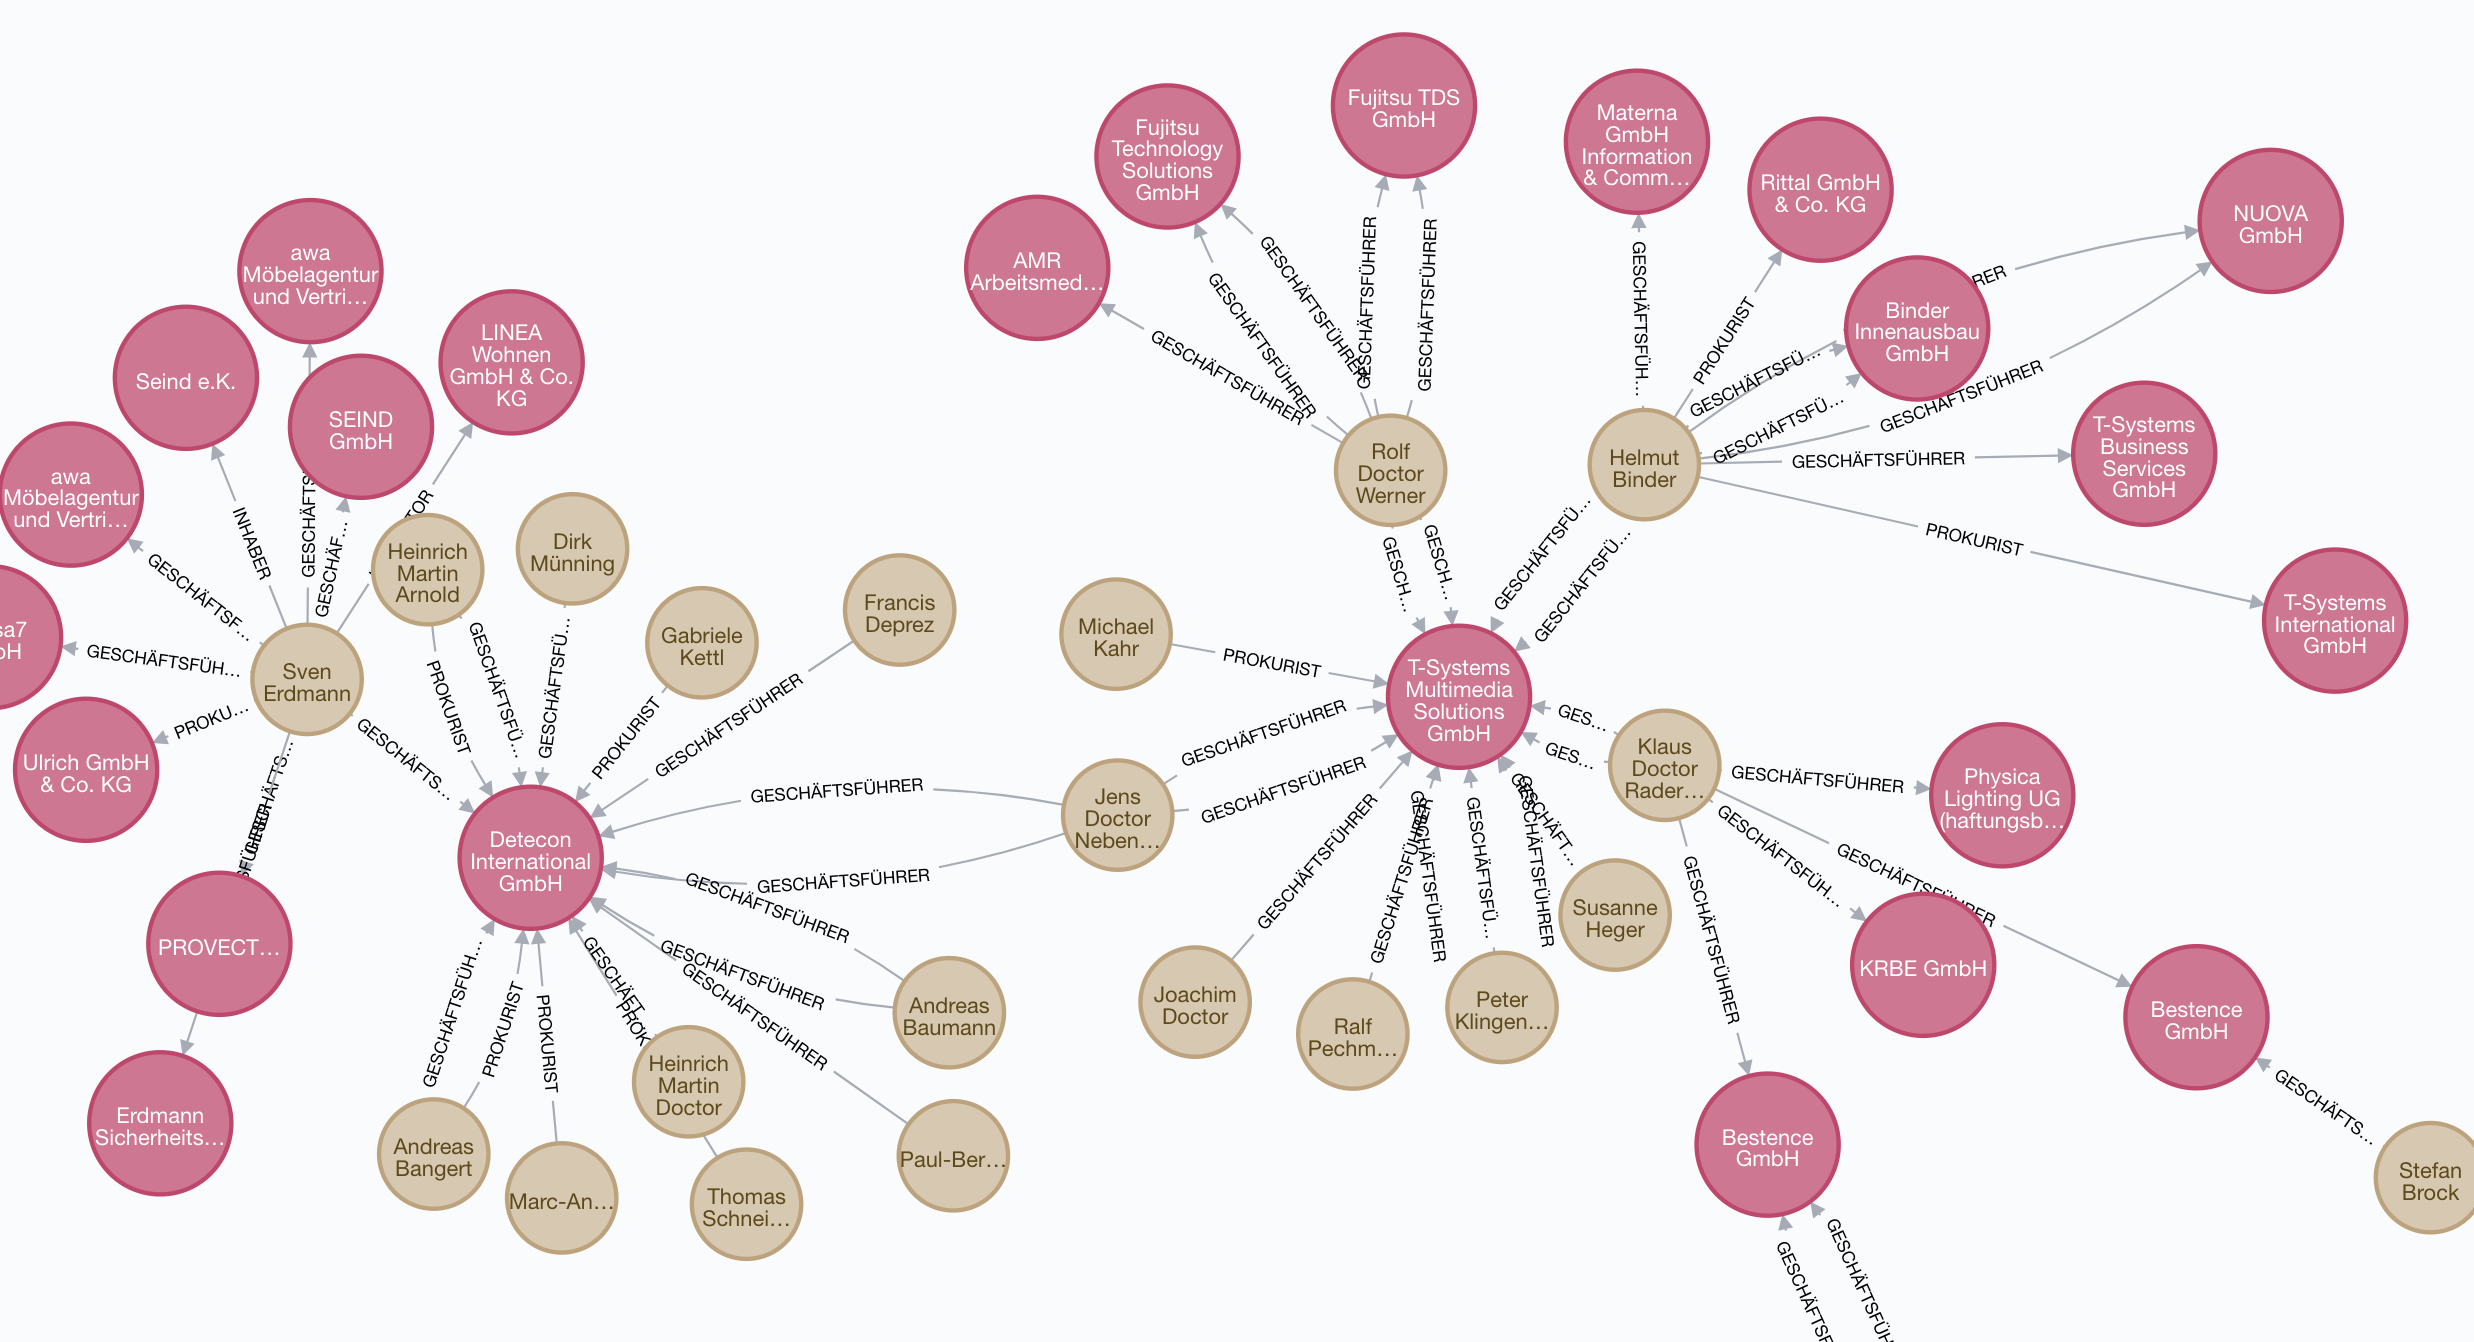 Fujitsu TDS
GmbH
Fujitsu
Technology
Solutions
GmbH
Materna
GmbH
Information
& Comm…
Rittal GmbH
& Co. KG
NUOVA
GmbH
AMR
Arbeitsmed…
awa
Möbelagentur
und Vertri…
Seind e.K.
SEIND
GmbH
LINEA
Wohnen
GmbH & Co.
KG
awa
Möbelagentur
und Vertri…
Binder
Innenausbau
GmbH
T-Systems
Business
Services
GmbH
T-Systems
International
GmbH
Rolf
Doctor
Werner
Helmut
Binder
GESCHÄFTSFÜHRER
GESCHÄFTSFÜHRER
GESCHÄFTSFÜHRER
GESCHÄFTSFÜHRER
GESCHÄFTSFÜHRER
GESCHÄFTSFÜH…
PROKURIST
GESCHÄFTSFÜ…
GESCHÄFTSFÜ…
RER
GESCHÄFTSFÜHRER
GESCHÄFTSFÜHRER
PROKURIST
GESCH…
GESCH…
GESCHÄFTSFÜ…
GESCHÄFTSFÜ…
INHABER
GESCHÄFTS
GESCHÄF…
TOR
GESCHÄFTSF…
GESCHÄFTSFÜH…
PROKU…
GESCHÄFTS…
sa7
bH
Sven
Erdmann
Ulrich GmbH
& Co. KG
PROVECT…
Erdmann
Sicherheits…
Heinrich
Martin
Arnold
Dirk
Münning
Gabriele
Kettl
Francis
Deprez
PROKURIST
GESCHÄFTSFÜ…
GESCHÄFTSFÜ…
PROKURIST
GESCHÄFTSFÜHRER
Detecon
International
GmbH
GESCHÄFTSFÜHRER
GESCHÄFTSFÜHRER
GESCHÄFTSFÜHRER
GESCHÄFTSFÜHRER
GESCHÄFTSFÜHRER
GESCHÄFTSFÜH…
PROKURIST
PROKURIST
GESCHÄFT…
PROK
Andreas
Bangert
Marc-An…
Heinrich
Martin
Doctor
Thomas
Schnei…
Paul-Ber…
Andreas
Baumann
Michael
Kahr
PROKURIST
Jens
Doctor
Neben…
GESCHÄFTSFÜHRER
GESCHÄFTSFÜHRER
T-Systems
Multimedia
Solutions
GmbH
GESCHÄFTSFÜHRER
GESCHÄFTSFÜHRER
GESCHÄFTSFÜHRER
GESCHÄFTSFÜ…
GESCHÄFTSFÜHRER
GESCHÄFT…
GES…
GES…
Joachim
Doctor
Ralf
Pechm…
Peter
Klingen…
Susanne
Heger
Klaus
Doctor
Rader…
GESCHÄFTSFÜHRER
GESCHÄFTSFÜH…
GESCHÄFTSFÜHRER
GESCHÄFTSFÜHRER
Physica
Lighting UG
(haftungsb…
KRBE GmbH
Bestence
GmbH
Bestence
GmbH
GESCHÄFTS…
Stefan
Brock
GESCHÄFTSF
GESCHÄFTSFÜH